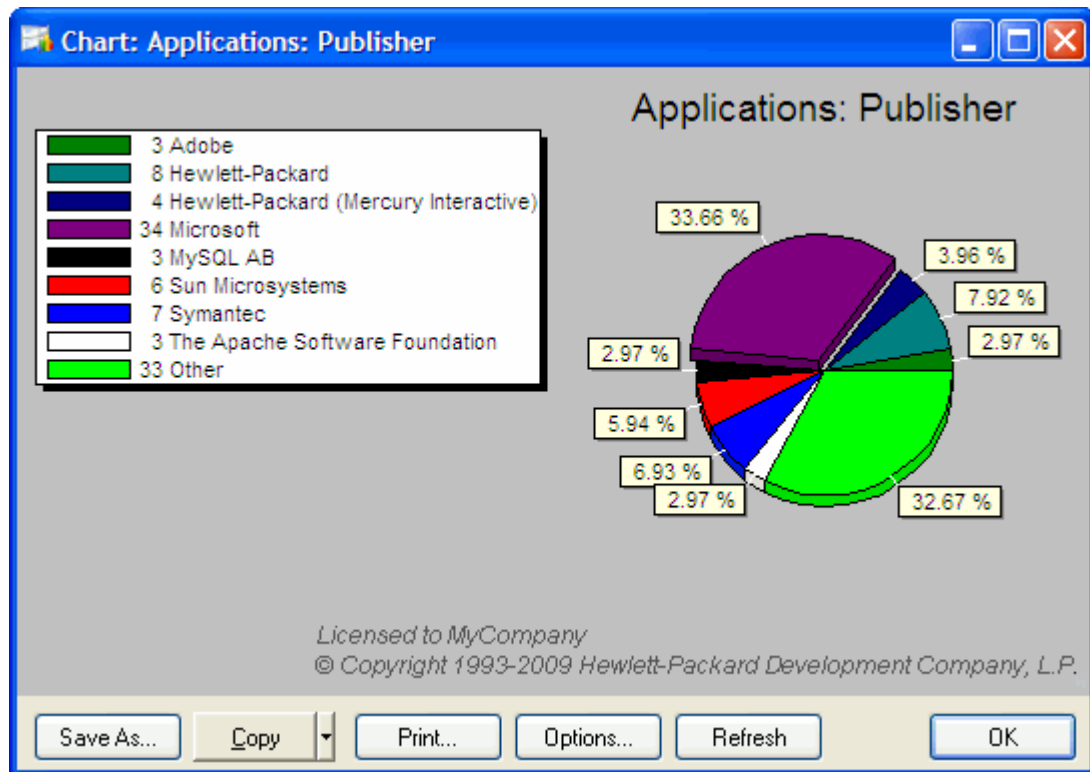 Chart: Applications: Publisher
Applications: Publisher
3 Adobe
8 Hewlett-Packard
4 Hewlett-Packard (Mercury Interactive)
34 Microsoft
3 MySQL AB
6 Sun Microsystems
7 Symantec
3 The Apache Software Foundation
33 Other
33.66 %
3.96 %
7.92 %
2.97 %
2.97 %
5.94 %
6.93 %
2.97 %
32.67 %
Licensed to MyCompany
© Copyright 1993-2009 Hewlett-Packard Development Company, L.P.
Save As...
Copy
Print...
Options...
Refresh
OK